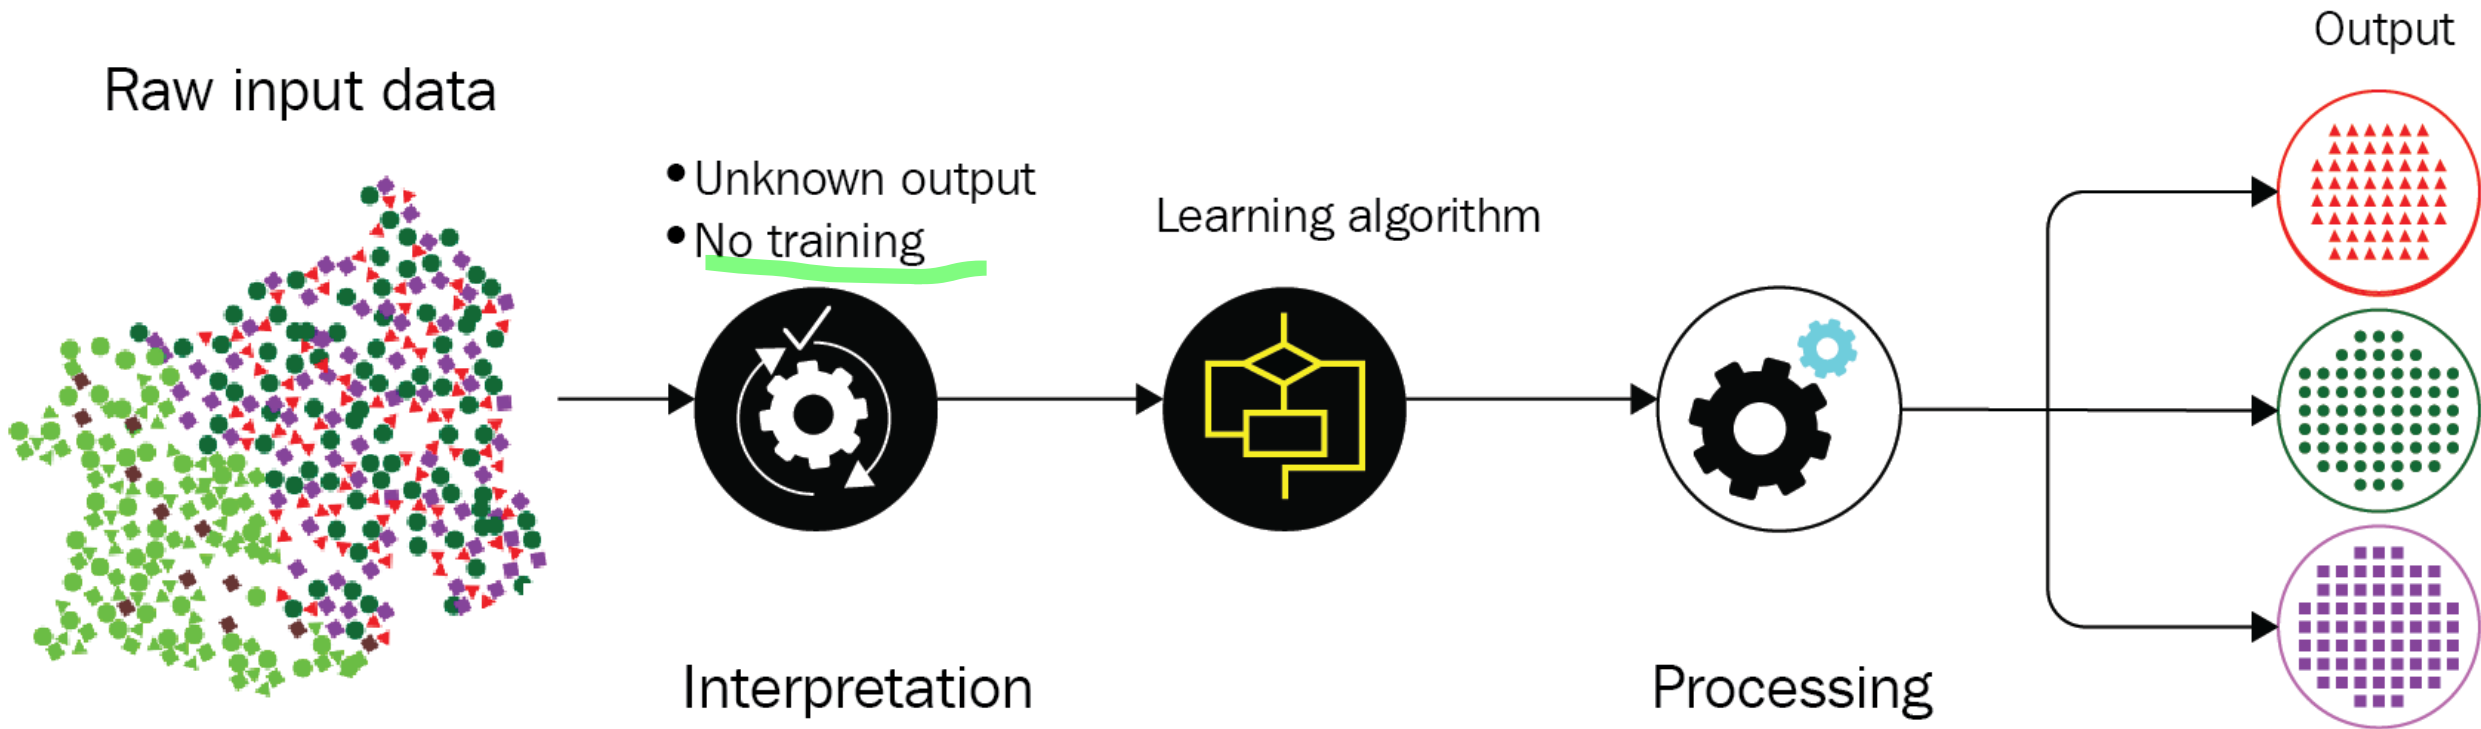 Raw input data
• Unknown output
• No training
Interpretation
Learning algorithm
Processing
Output